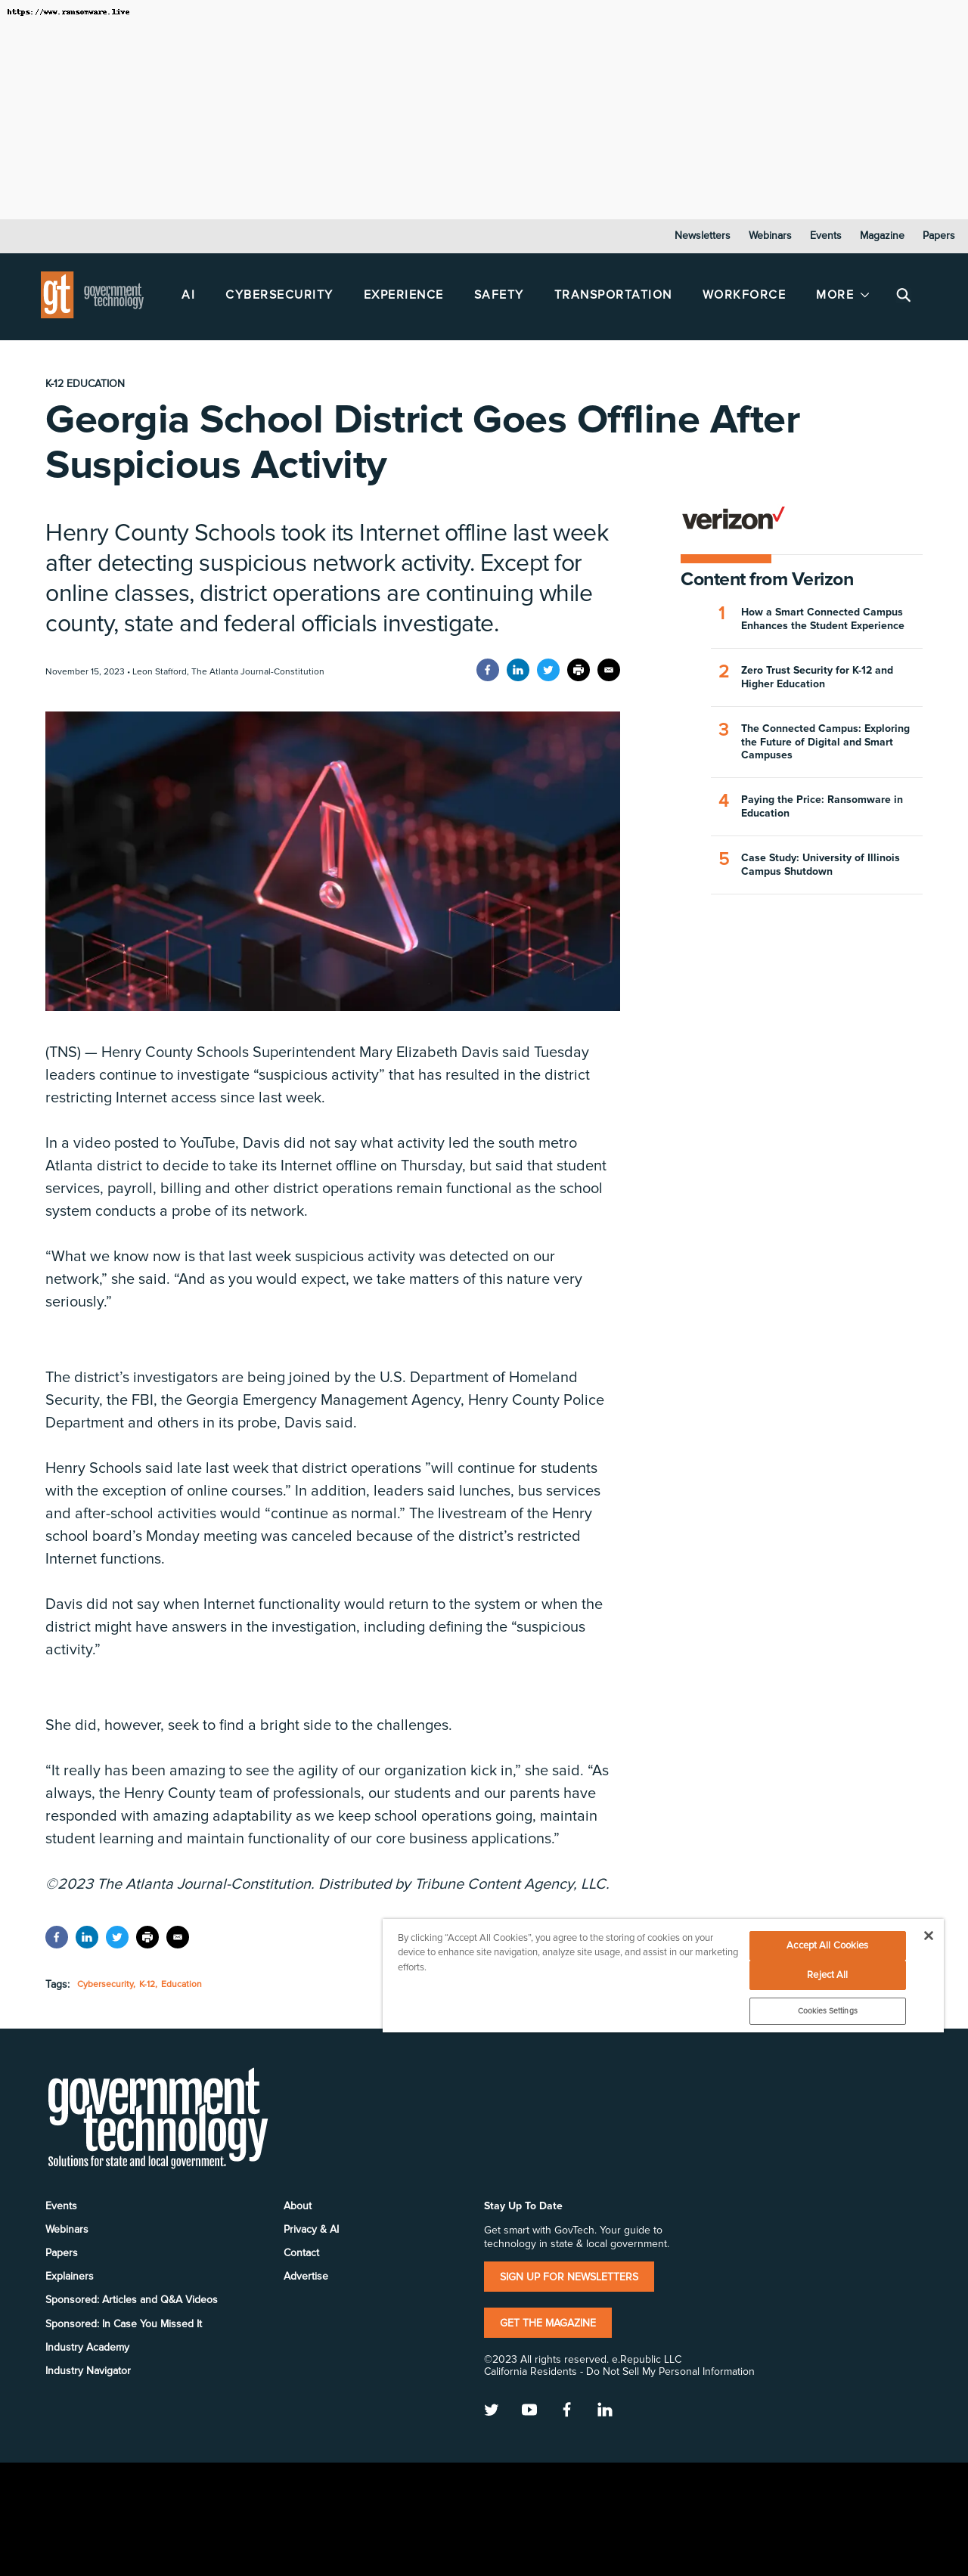 https://www.ransomware.live
Newsletters
Webinars
Events
Magazine
Papers
gt
government
technology
AI
CYBERSECURITY
EXPERIENCE
SAFETY
TRANSPORTATION
WORKFORCE
MORE
K-12 EDUCATION
Georgia School District Goes Offline After
Suspicious Activity
Henry County Schools took its Internet offline last week
after detecting suspicious network activity. Except for
online classes, district operations are continuing while
county, state and federal officials investigate.
November 15, 2023 • Leon Stafford, The Atlanta Journal-Constitution
verizon
Content from Verizon
1
How a Smart Connected Campus
Enhances the Student Experience
2
Zero Trust Security for K-12 and
Higher Education
3
The Connected Campus: Exploring
the Future of Digital and Smart
Campuses
4
Paying the Price: Ransomware in
Education
5
Case Study: University of Illinois
Campus Shutdown
(TNS) — Henry County Schools Superintendent Mary Elizabeth Davis said Tuesday
leaders continue to investigate “suspicious activity” that has resulted in the district
restricting Internet access since last week.
In a video posted to YouTube, Davis did not say what activity led the south metro
Atlanta district to decide to take its Internet offline on Thursday, but said that student
services, payroll, billing and other district operations remain functional as the school
system conducts a probe of its network.
“What we know now is that last week suspicious activity was detected on our
network,” she said. “And as you would expect, we take matters of this nature very
seriously.”
The district’s investigators are being joined by the U.S. Department of Homeland
Security, the FBI, the Georgia Emergency Management Agency, Henry County Police
Department and others in its probe, Davis said.
Henry Schools said late last week that district operations ”will continue for students
with the exception of online courses.” In addition, leaders said lunches, bus services
and after-school activities would “continue as normal.” The livestream of the Henry
school board’s Monday meeting was canceled because of the district’s restricted
Internet functions.
Davis did not say when Internet functionality would return to the system or when the
district might have answers in the investigation, including defining the “suspicious
activity.”
She did, however, seek to find a bright side to the challenges.
“It really has been amazing to see the agility of our organization kick in,” she said. “As
always, the Henry County team of professionals, our students and our parents have
responded with amazing adaptability as we keep school operations going, maintain
student learning and maintain functionality of our core business applications.”
©2023 The Atlanta Journal-Constitution. Distributed by Tribune Content Agency, LLC.
Tags: Cybersecurity, K-12, Education
By clicking “Accept All Cookies”, you agree to the storing of cookies on your
device to enhance site navigation, analyze site usage, and assist in our marketing
efforts.
Accept All Cookies
Reject All
Cookies Settings
government
technology
Solutions for state and local government.
Events
Webinars
Papers
Explainers
Sponsored: Articles and Q&A Videos
Sponsored: In Case You Missed It
Industry Academy
Industry Navigator
About
Privacy & AI
Contact
Advertise
Stay Up To Date
Get smart with GovTech. Your guide to
technology in state & local government.
SIGN UP FOR NEWSLETTERS
GET THE MAGAZINE
©2023 All rights reserved. e.Republic LLC
California Residents - Do Not Sell My Personal Information